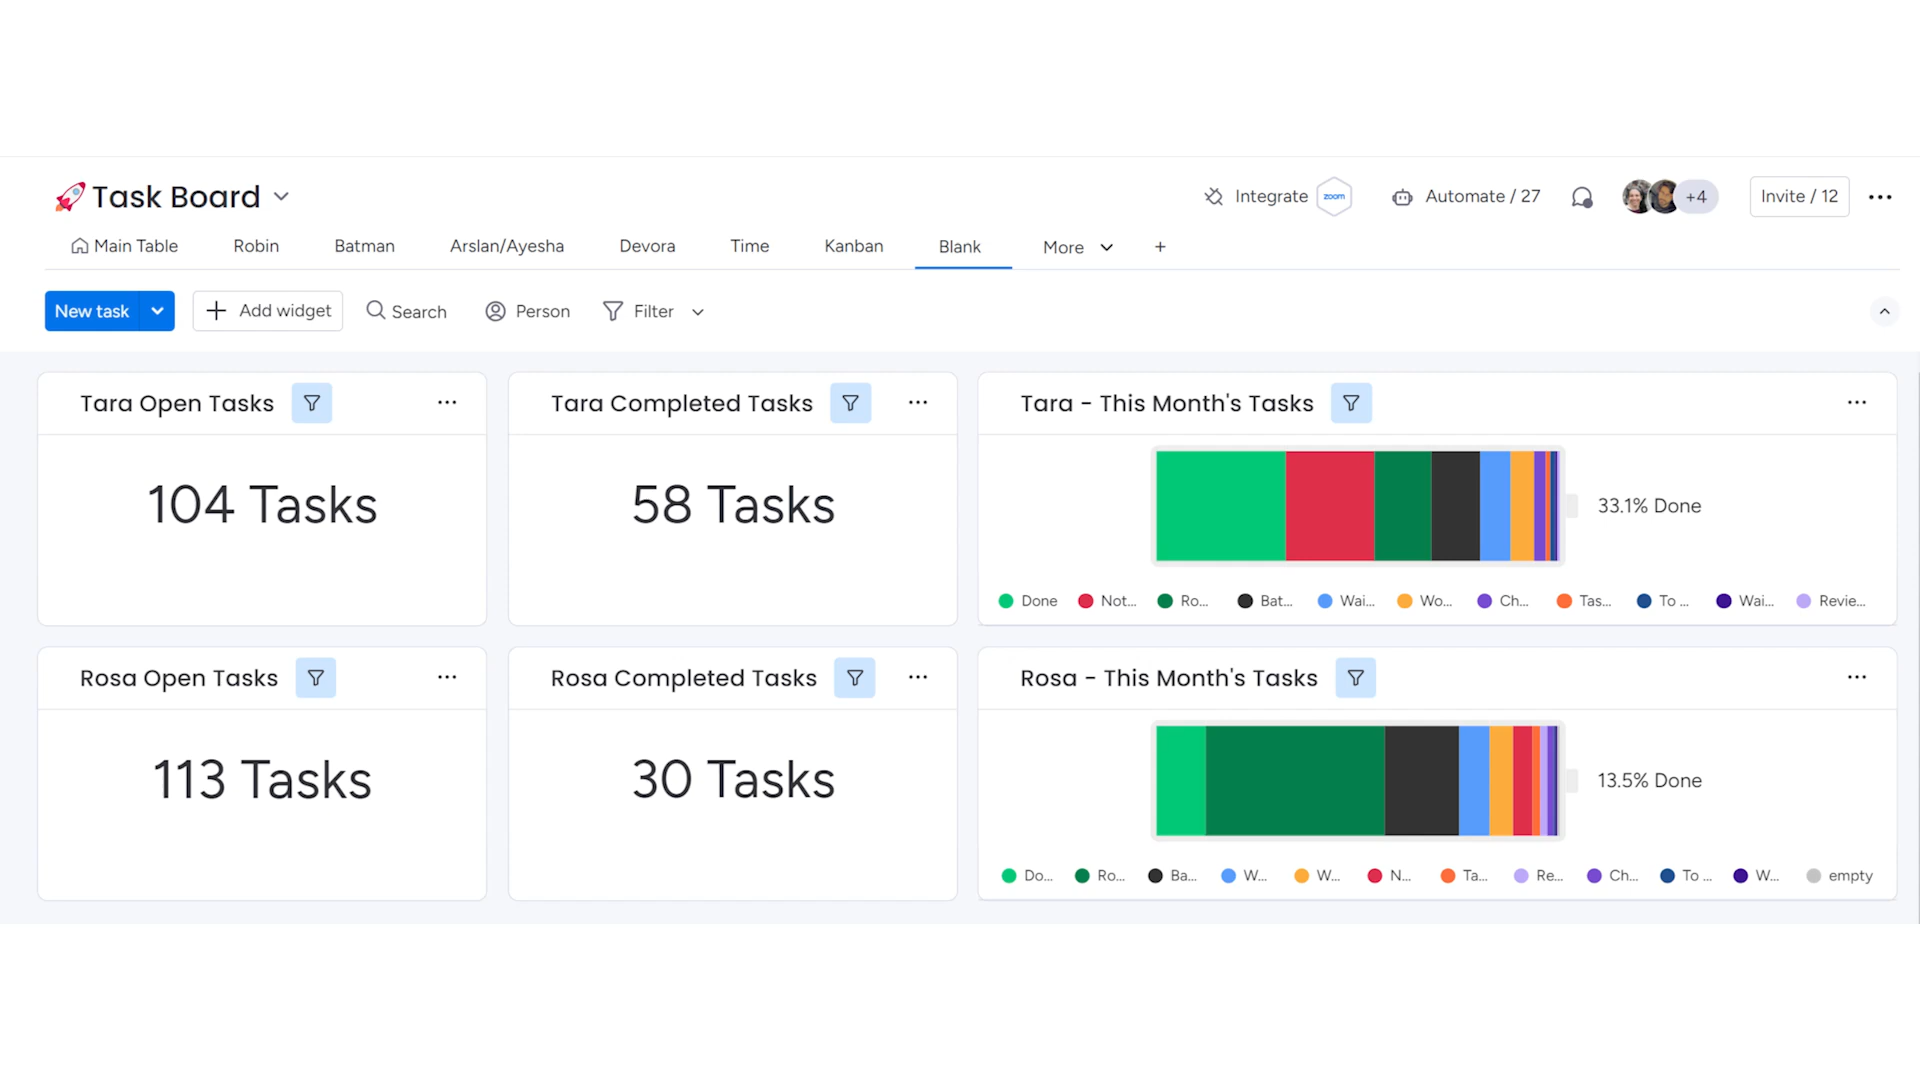 Task Board
Integrate
zoom
Automate / 27
+4
Invite / 12
Main Table
Robin
Batman
Arslan/Ayesha
Devora
Time
Kanban
Blank
More
+
New task
Add widget
Search
Person
Filter
Tara Open Tasks
Tara Completed Tasks
Tara - This Month's Tasks
104 Tasks
58 Tasks
33.1% Done
Done
Not...
Ro...
Bat...
Wai...
Wo...
Ch...
Tas...
To ...
Wai...
Revie...
Rosa Open Tasks
Rosa Completed Tasks
Rosa - This Month's Tasks
113 Tasks
30 Tasks
13.5% Done
Do...
Ro...
Ba...
W...
W...
N...
Ta...
Re...
Ch...
To ...
W...
empty